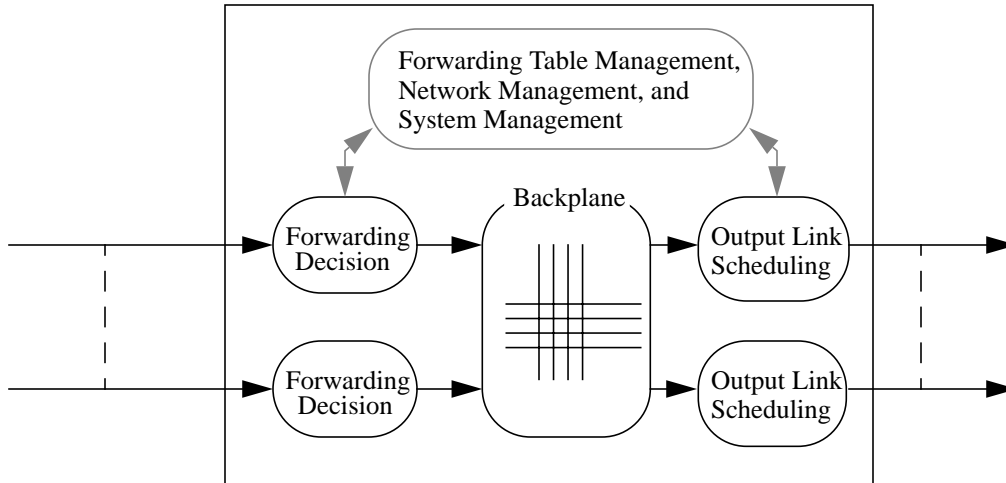 Forwarding Table Management,
Network Management, and
System Management
Backplane
Forwarding
Decision
Output Link
Scheduling
Forwarding
Decision
Output Link
Scheduling